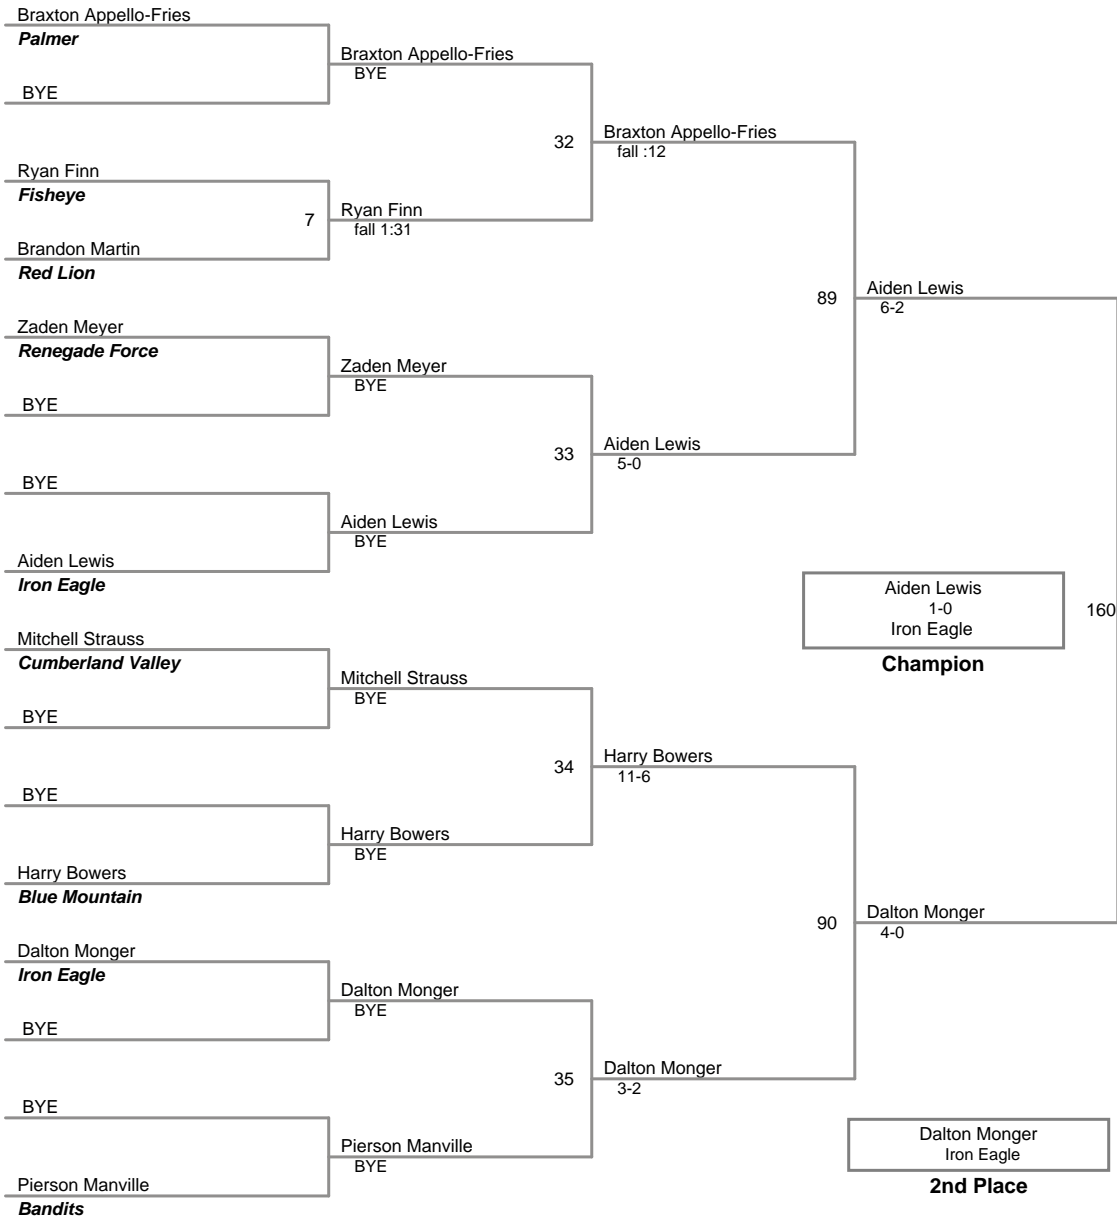 Braxton Appello-Fries
Palmer
BYE
Ryan Finn
Fisheye
7
Brandon Martin
Red Lion
Zaden Meyer
Renegade Force
BYE
BYE
Aiden Lewis
Iron Eagle
Mitchell Strauss
Cumberland Valley
BYE
BYE
Harry Bowers
Blue Mountain
Dalton Monger
Iron Eagle
BYE
BYE
Pierson Manville
Bandits
Braxton Appello-Fries
BYE
32
Ryan Finn
fall 1:31
Zaden Meyer
BYE
33
Aiden Lewis
BYE
Mitchell Strauss
BYE
34
Harry Bowers
BYE
Dalton Monger
BYE
35
Pierson Manville
BYE
Braxton Appello-Fries
fall :12
89
Aiden Lewis
5-0
Harry Bowers
11-6
90
Dalton Monger
3-2
Aiden Lewis
6-2
Dalton Monger
4-0
160
Aiden Lewis
1-0
Iron Eagle
Champion
Dalton Monger
Iron Eagle
2nd Place